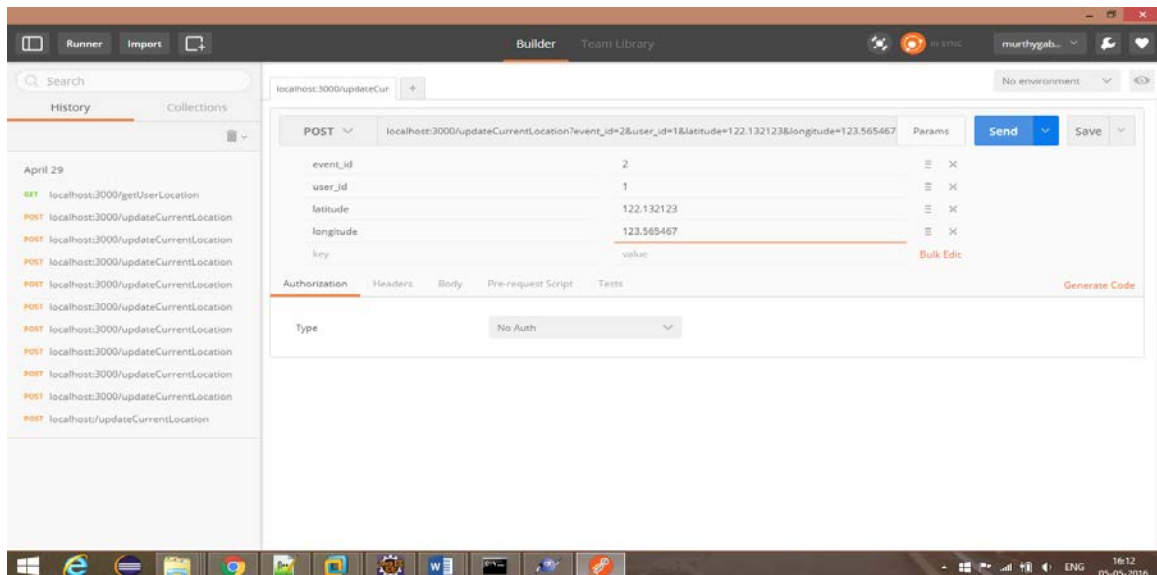 Runner Import Builder Team Library IN SYNC murthygab...
Search
History Collections
April 29
GET localhost:3000/getUserLocation
POST localhost:3000/updateCurrentLocation
POST localhost:3000/updateCurrentLocation
POST localhost:3000/updateCurrentLocation
POST localhost:3000/updateCurrentLocation
POST localhost:3000/updateCurrentLocation
POST localhost:3000/updateCurrentLocation
POST localhost:3000/updateCurrentLocation
POST localhost:3000/updateCurrentLocation
POST localhost:3000/updateCurrentLocation
POST localhost:/updateCurrentLocation
localhost:3000/updateCur + No environment
POST localhost:3000/updateCurrentLocation?event_id=2&user_id=1&latitude=122.132123&longitude=123.565467 Params Send Save
event_id 2
user_id 1
latitude 122.132123
longitude 123.565467
key value Bulk Edit
Authorization Headers Body Pre-request Script Tests Generate Code
Type No Auth
ENG 16:12
05-05-2016